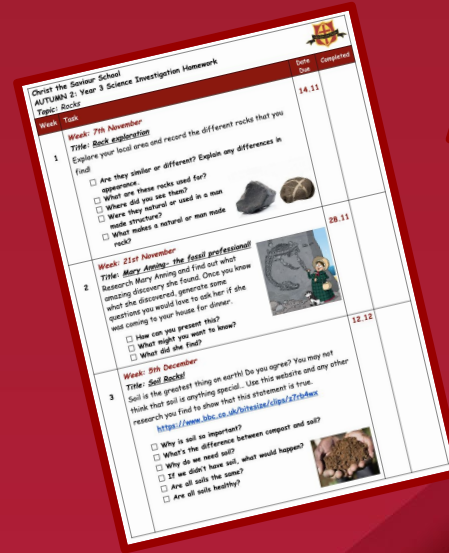 Christ the Saviour School
AUTUMN 2: Year 3 Science Investigation Homework
Topic: Rocks
Week Task Date Due Completed
1
Week: 7th November
14.11
Title: Rock exploration
Explore your local area and record the different rocks that you
find!
Are they similar or different? Explain any differences in
appearance.
What are these rocks used for?
Where did you see them?
Were they natural or used in a man
made structure?
What makes a natural or man made
rock?
2
Week: 21st November
28.11
Title: Mary Anning- the fossil professional!
Research Mary Anning and find out what
amazing discovery she found. Once you know
what she discovered, generate some
questions you would love to ask her if she
was coming to your house for dinner.
How can you present this?
What might you want to know?
What did she find?
3
Week: 5th December
12.12
Title: Soil Rocks!
Soil is the greatest thing on earth! Do you agree? You may not
think that soil is anything special... Use this website and any other
research you find to show that this statement is true.
https://www.bbc.co.uk/bitesize/clips/z7rb4wx
Why is soil so important?
What's the difference between compost and soil?
Why do we need soil?
If we didn't have soil, what would happen?
Are all soils the same?
Are all soils healthy?